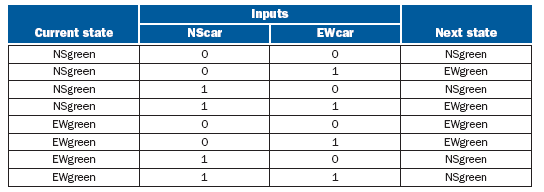 Inputs
Current state NScar EWcar Next state
NSgreen 0 0 NSgreen
NSgreen 0 1 EWgreen
NSgreen 1 0 NSgreen
NSgreen 1 1 EWgreen
EWgreen 0 0 EWgreen
EWgreen 0 1 EWgreen
EWgreen 1 0 NSgreen
EWgreen 1 1 NSgreen